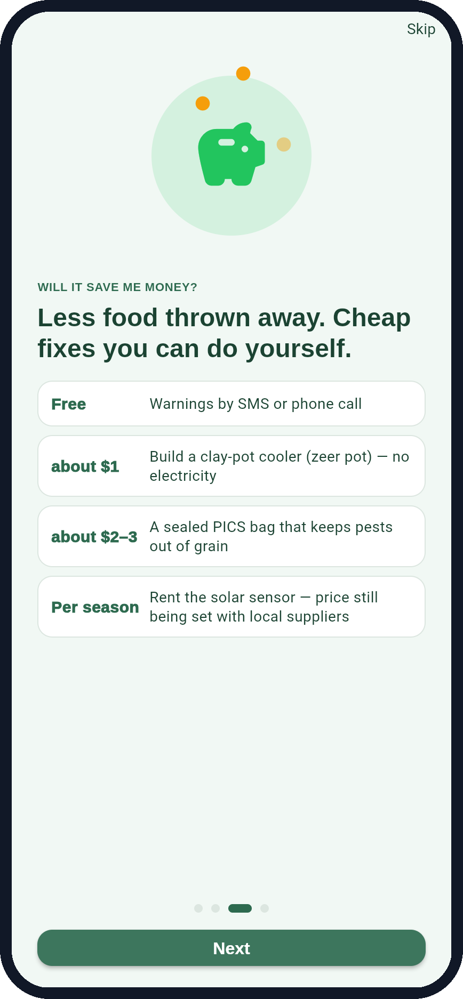 Skip
WILL IT SAVE ME MONEY?
Less food thrown away. Cheap
fixes you can do yourself.
Free
Warnings by SMS or phone call
about $1
Build a clay-pot cooler (zeer pot) — no
electricity
about $2–3
A sealed PICS bag that keeps pests
out of grain
Per season
Rent the solar sensor — price still
being set with local suppliers
Next